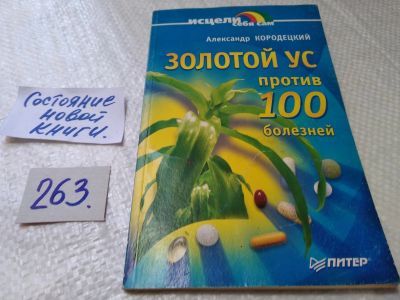 Состояние
новой
книги.
263.
исцели
себя сам
Александр КОРОДЕЦКИЙ
ЗОЛОТОЙ УС
против
100
болезней
ПИТЕР